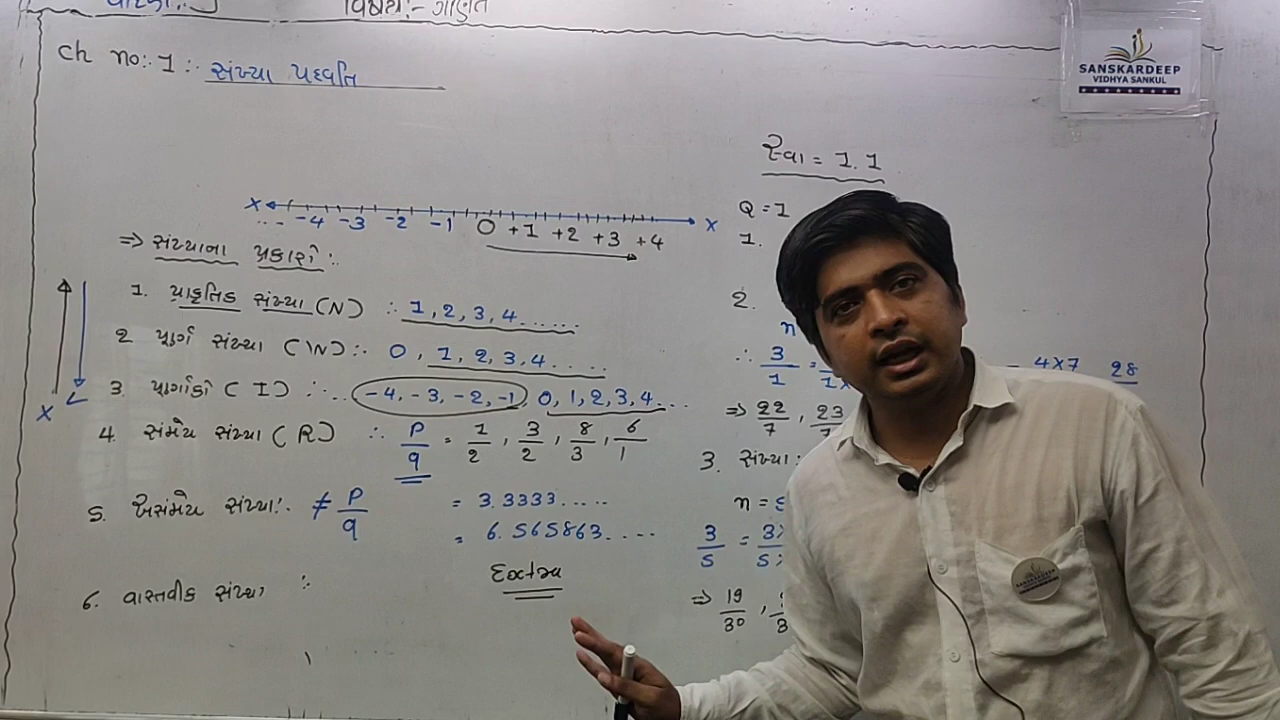 વિષય:- ગણિત
Ch no:- 1 :- સંખ્યા પદ્ધતિ
SANSKARDEEP
VIDHYA SANKUL
X X
... -4 -3 -2 -1 0 +1 +2 +3 +4
⇒ સંખ્યાના પ્રકારો :-
1. પ્રાકૃતિક સંખ્યા (N) :- 1, 2, 3, 4......
2 પૂર્ણ સંખ્યા (W) :- 0, 1, 2, 3, 4.....
3 પૂર્ણાંકો (I) :- .. -4, -3, -2, -1, 0, 1, 2, 3, 4...
X
4. સંમેય સંખ્યા (R) :- P/q = 1/2, 3/2, 8/3, 6/1
5. અસંમેય સંખ્યા :- ≠ P/q = 3.3333.....
= 6.565863....
Extra
6. વાસ્તવીક સંખ્યા :-
સ્વા = 1.1
Q = 1
1.
2.
n
∴ 3/1 =
4×7 28
⇒ 22/7, 23/7
3. સંખ્યા :
n =
3/5 =
⇒ 19/30,
SANSKARDEEP